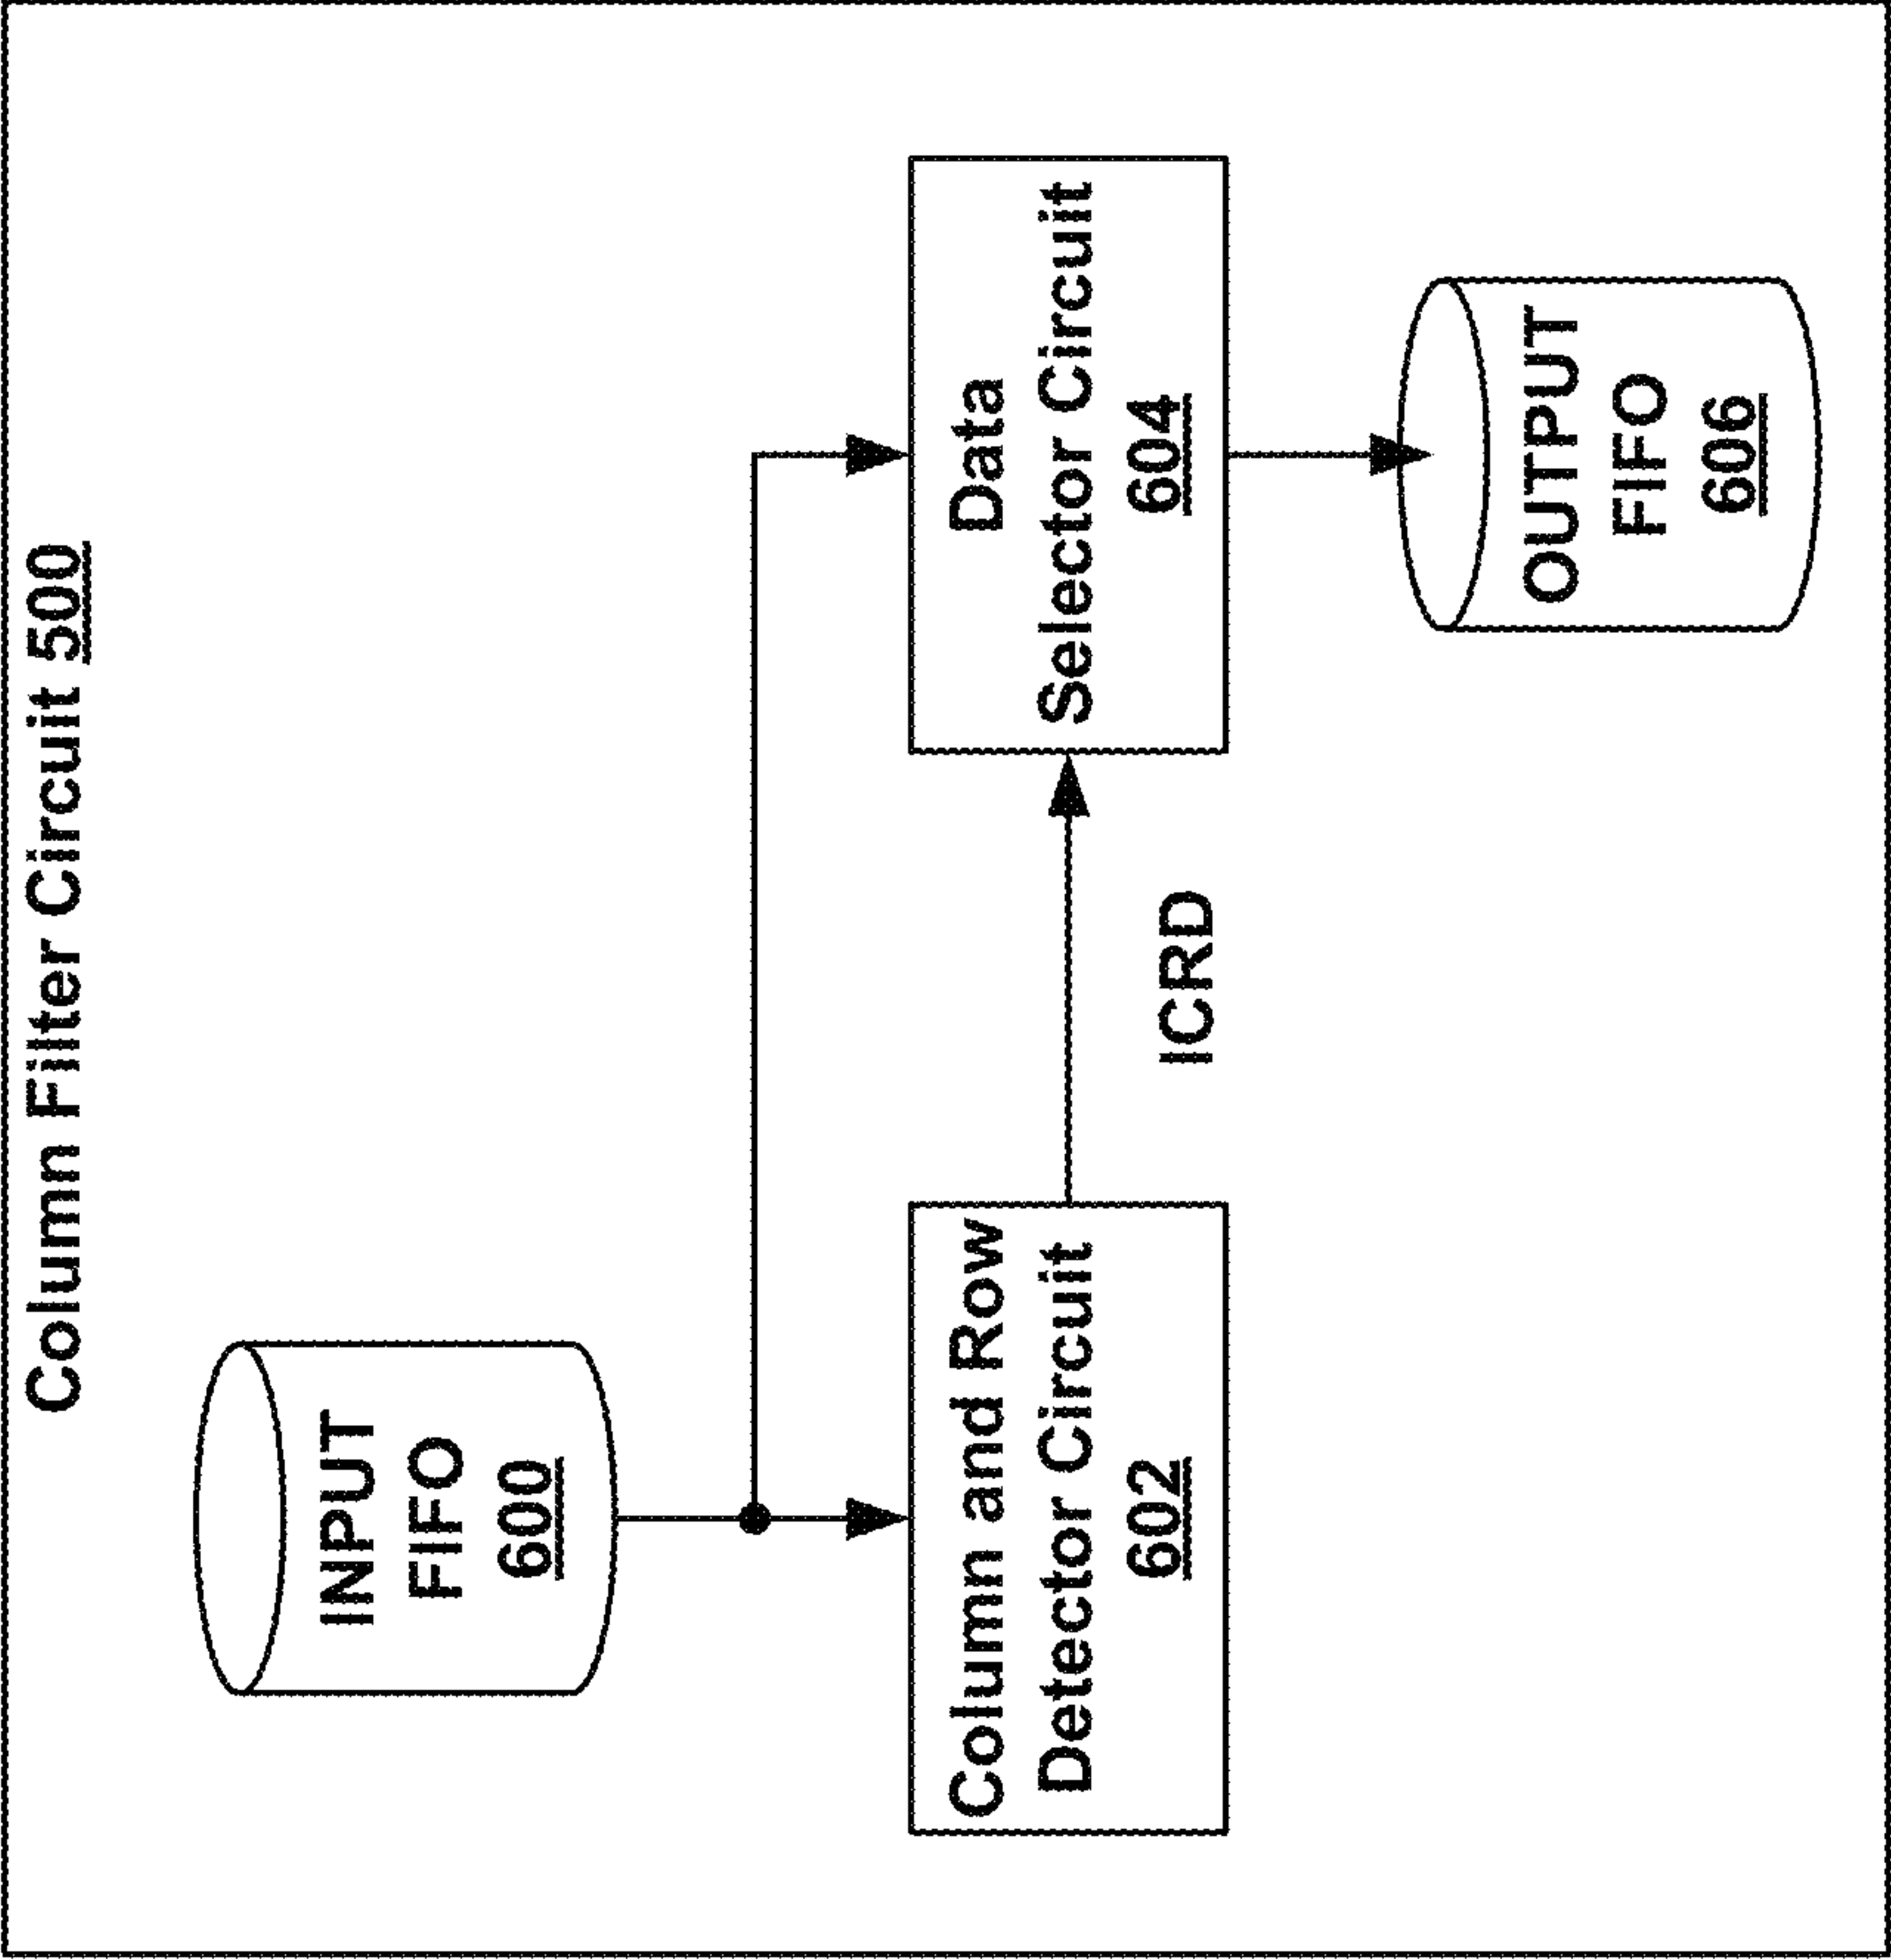 Column Filter Circuit 500
INPUT
FIFO
600
Column and Row
Detector Circuit
602
ICRD
Data
Selector Circuit
604
OUTPUT
FIFO
606